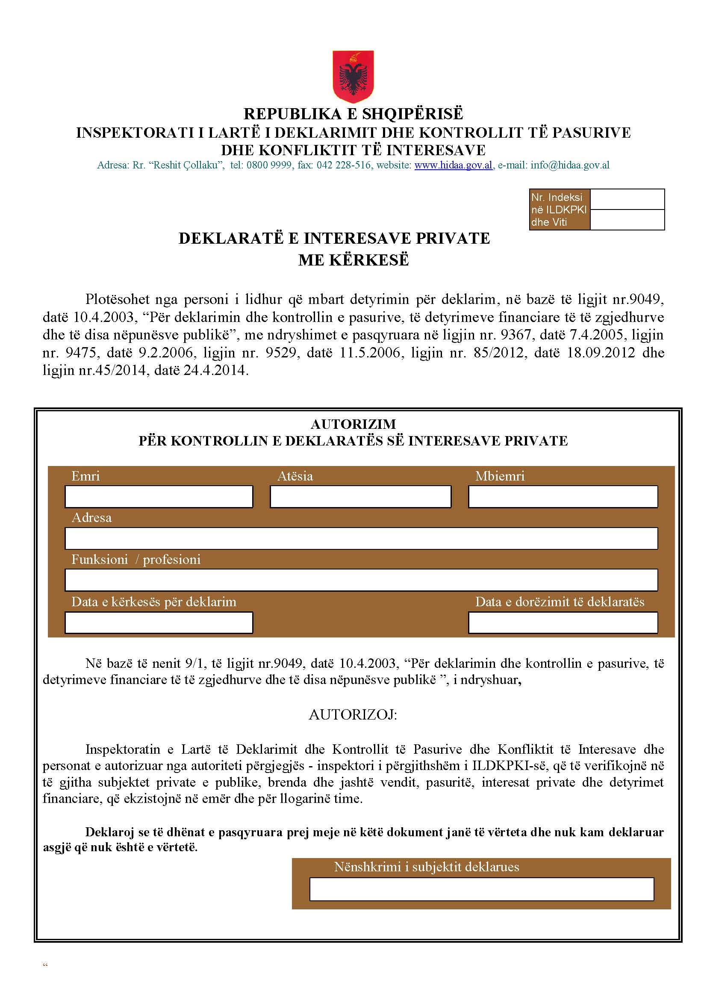 REPUBLIKA E SHQIPËRISË
INSPEKTORATI I LARTË I DEKLARIMIT DHE KONTROLLIT TË PASURIVE
DHE KONFLIKTIT TË INTERESAVE
Adresa: Rr. “Reshit Çollaku”, tel: 0800 9999, fax: 042 228-516, website: www.hidaa.gov.al, e-mail: info@hidaa.gov.al
Nr. Indeksi
në ILDKPKI
dhe Viti
DEKLARATË E INTERESAVE PRIVATE
ME KËRKESË
Plotësohet nga personi i lidhur që mbart detyrimin për deklarim, në bazë të ligjit nr.9049,
datë 10.4.2003, “Për deklarimin dhe kontrollin e pasurive, të detyrimeve financiare të të zgjedhurve
dhe të disa nëpunësve publikë”, me ndryshimet e pasqyruara në ligjin nr. 9367, datë 7.4.2005, ligjin
nr. 9475, datë 9.2.2006, ligjin nr. 9529, datë 11.5.2006, ligjin nr. 85/2012, datë 18.09.2012 dhe
ligjin nr.45/2014, datë 24.4.2014.
AUTORIZIM
PËR KONTROLLIN E DEKLARATËS SË INTERESAVE PRIVATE
Emri Atësia Mbiemri
Adresa
Funksioni / profesioni
Data e kërkesës për deklarim Data e dorëzimit të deklaratës
Në bazë të nenit 9/1, të ligjit nr.9049, datë 10.4.2003, “Për deklarimin dhe kontrollin e pasurive, të
detyrimeve financiare të të zgjedhurve dhe të disa nëpunësve publikë ”, i ndryshuar,
AUTORIZOJ:
Inspektoratin e Lartë të Deklarimit dhe Kontrollit të Pasurive dhe Konfliktit të Interesave dhe
personat e autorizuar nga autoriteti përgjegjës - inspektori i përgjithshëm i ILDKPKI-së, që të verifikojnë në
të gjitha subjektet private e publike, brenda dhe jashtë vendit, pasuritë, interesat private dhe detyrimet
financiare, që ekzistojnë në emër dhe për llogarinë time.
Deklaroj se të dhënat e pasqyruara prej meje në këtë dokument janë të vërteta dhe nuk kam deklaruar
asgjë që nuk është e vërtetë.
Nënshkrimi i subjektit deklarues
“